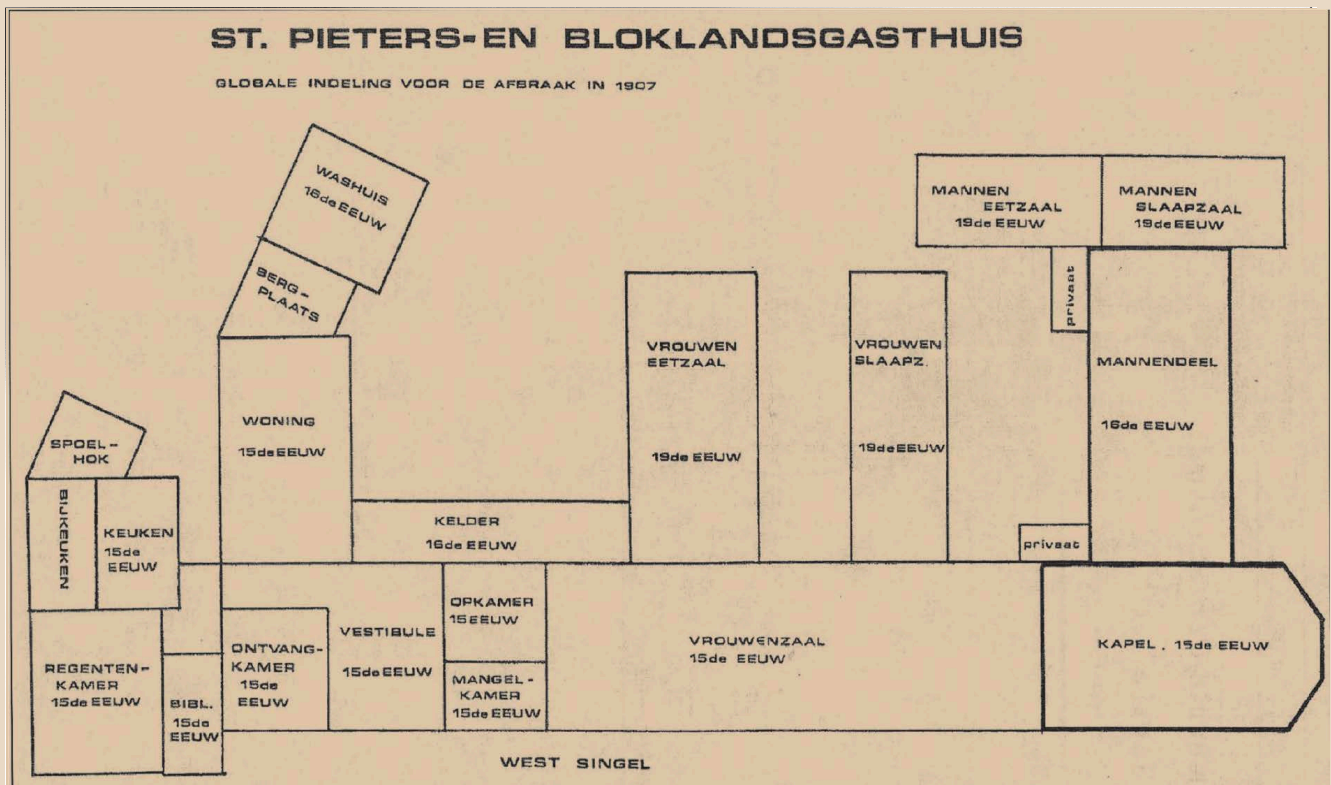 ST. PIETERS-EN BLOKLANDSGASTHUIS
GLOBALE INDELING VOOR DE AFBRAAK IN 1907
WASHUIS
16de EEUW
BERG-
PLAATS
MANNEN
EETZAAL
19de EEUW
MANNEN
SLAAPZAAL
19de EEUW
privaat
VROUWEN
EETZAAL
19de EEUW
VROUWEN
SLAAPZ.
19de EEUW
MANNENDEEL
16de EEUW
WONING
15de EEUW
SPOEL-
HOK
BIJKEUKEN
KEUKEN
15de
EEUW
KELDER
16de EEUW
privaat
REGENTEN-
KAMER
15de EEUW
BIBL.
15de
EEUW
ONTVANG-
KAMER
15de
EEUW
VESTIBULE
15de EEUW
OPKAMER
15EEUW
MANGEL-
KAMER
15de EEUW
VROUWENZAAL
15de EEUW
KAPEL . 15de EEUW
WEST SINGEL